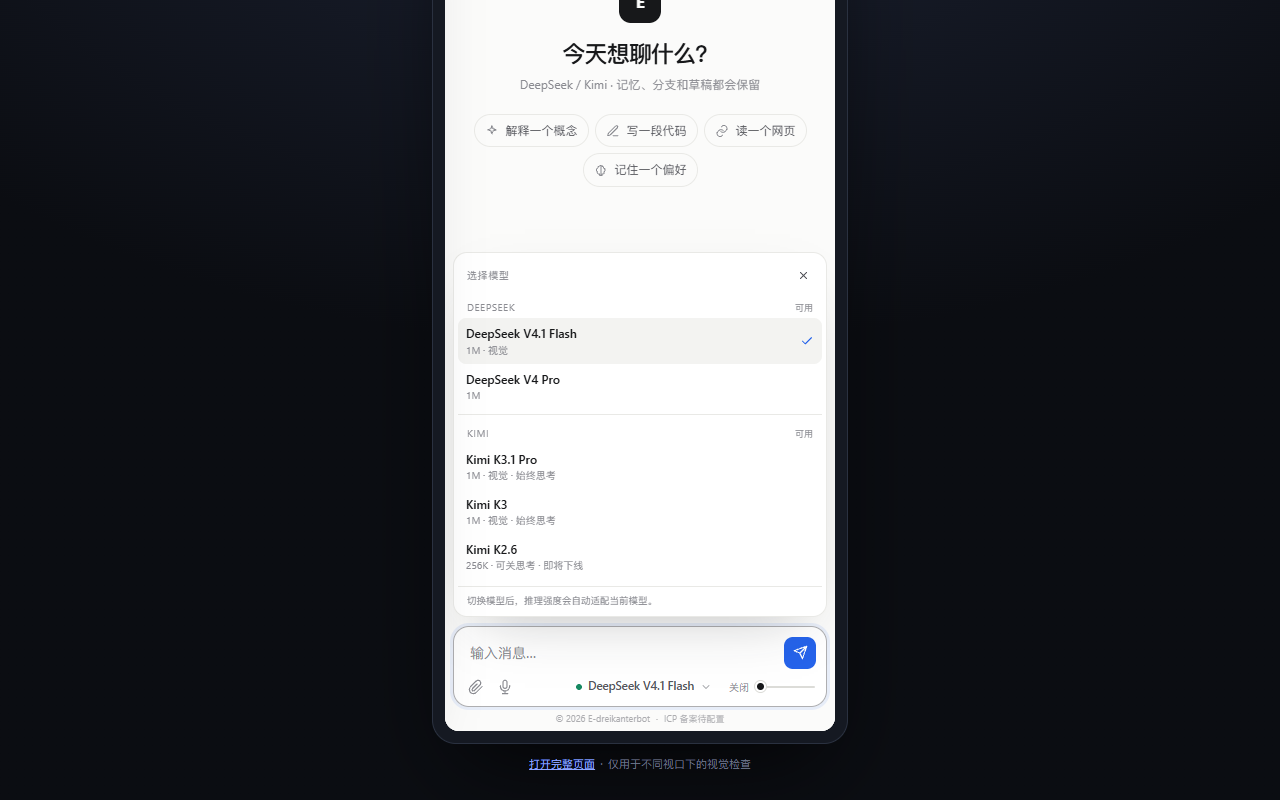 E
今天想聊什么?
DeepSeek / Kimi · 记忆、分支和草稿都会保留
解释一个概念
写一段代码
读一个网页
记住一个偏好
选择模型
DEEPSEEK 可用
DeepSeek V4.1 Flash
1M · 视觉
DeepSeek V4 Pro
1M
KIMI 可用
Kimi K3.1 Pro
1M · 视觉 · 始终思考
Kimi K3
1M · 视觉 · 始终思考
Kimi K2.6
256K · 可关思考 · 即将下线
切换模型后，推理强度会自动适配当前模型。
输入消息...
DeepSeek V4.1 Flash 关闭
© 2026 E-dreikanterbot · ICP 备案待配置
打开完整页面 · 仅用于不同视口下的视觉检查